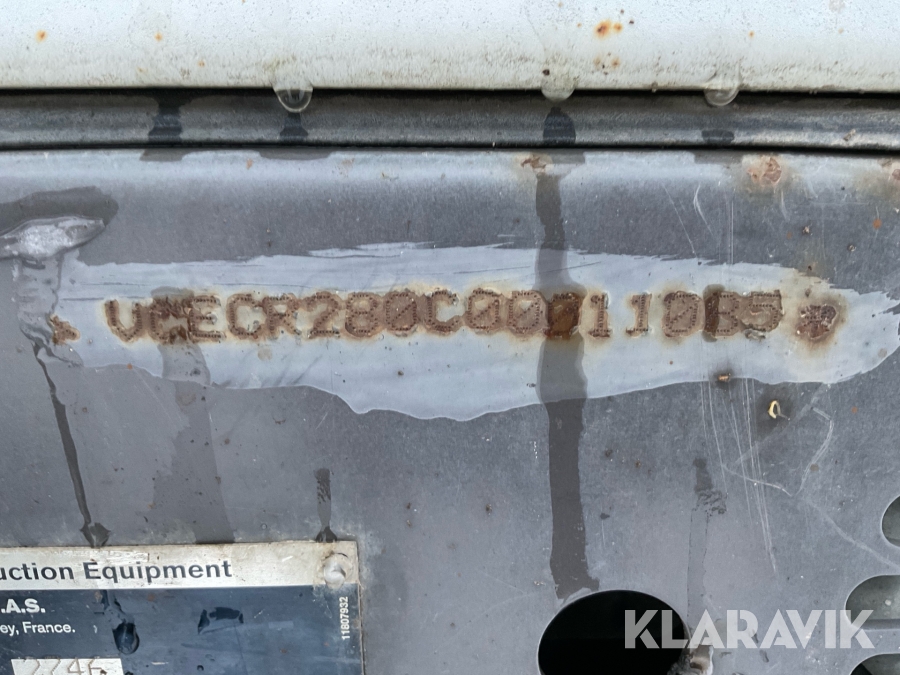 VCECR280C00011085
uction Equipment
.A.S.
ey, France.
11807932
KLARAVIK